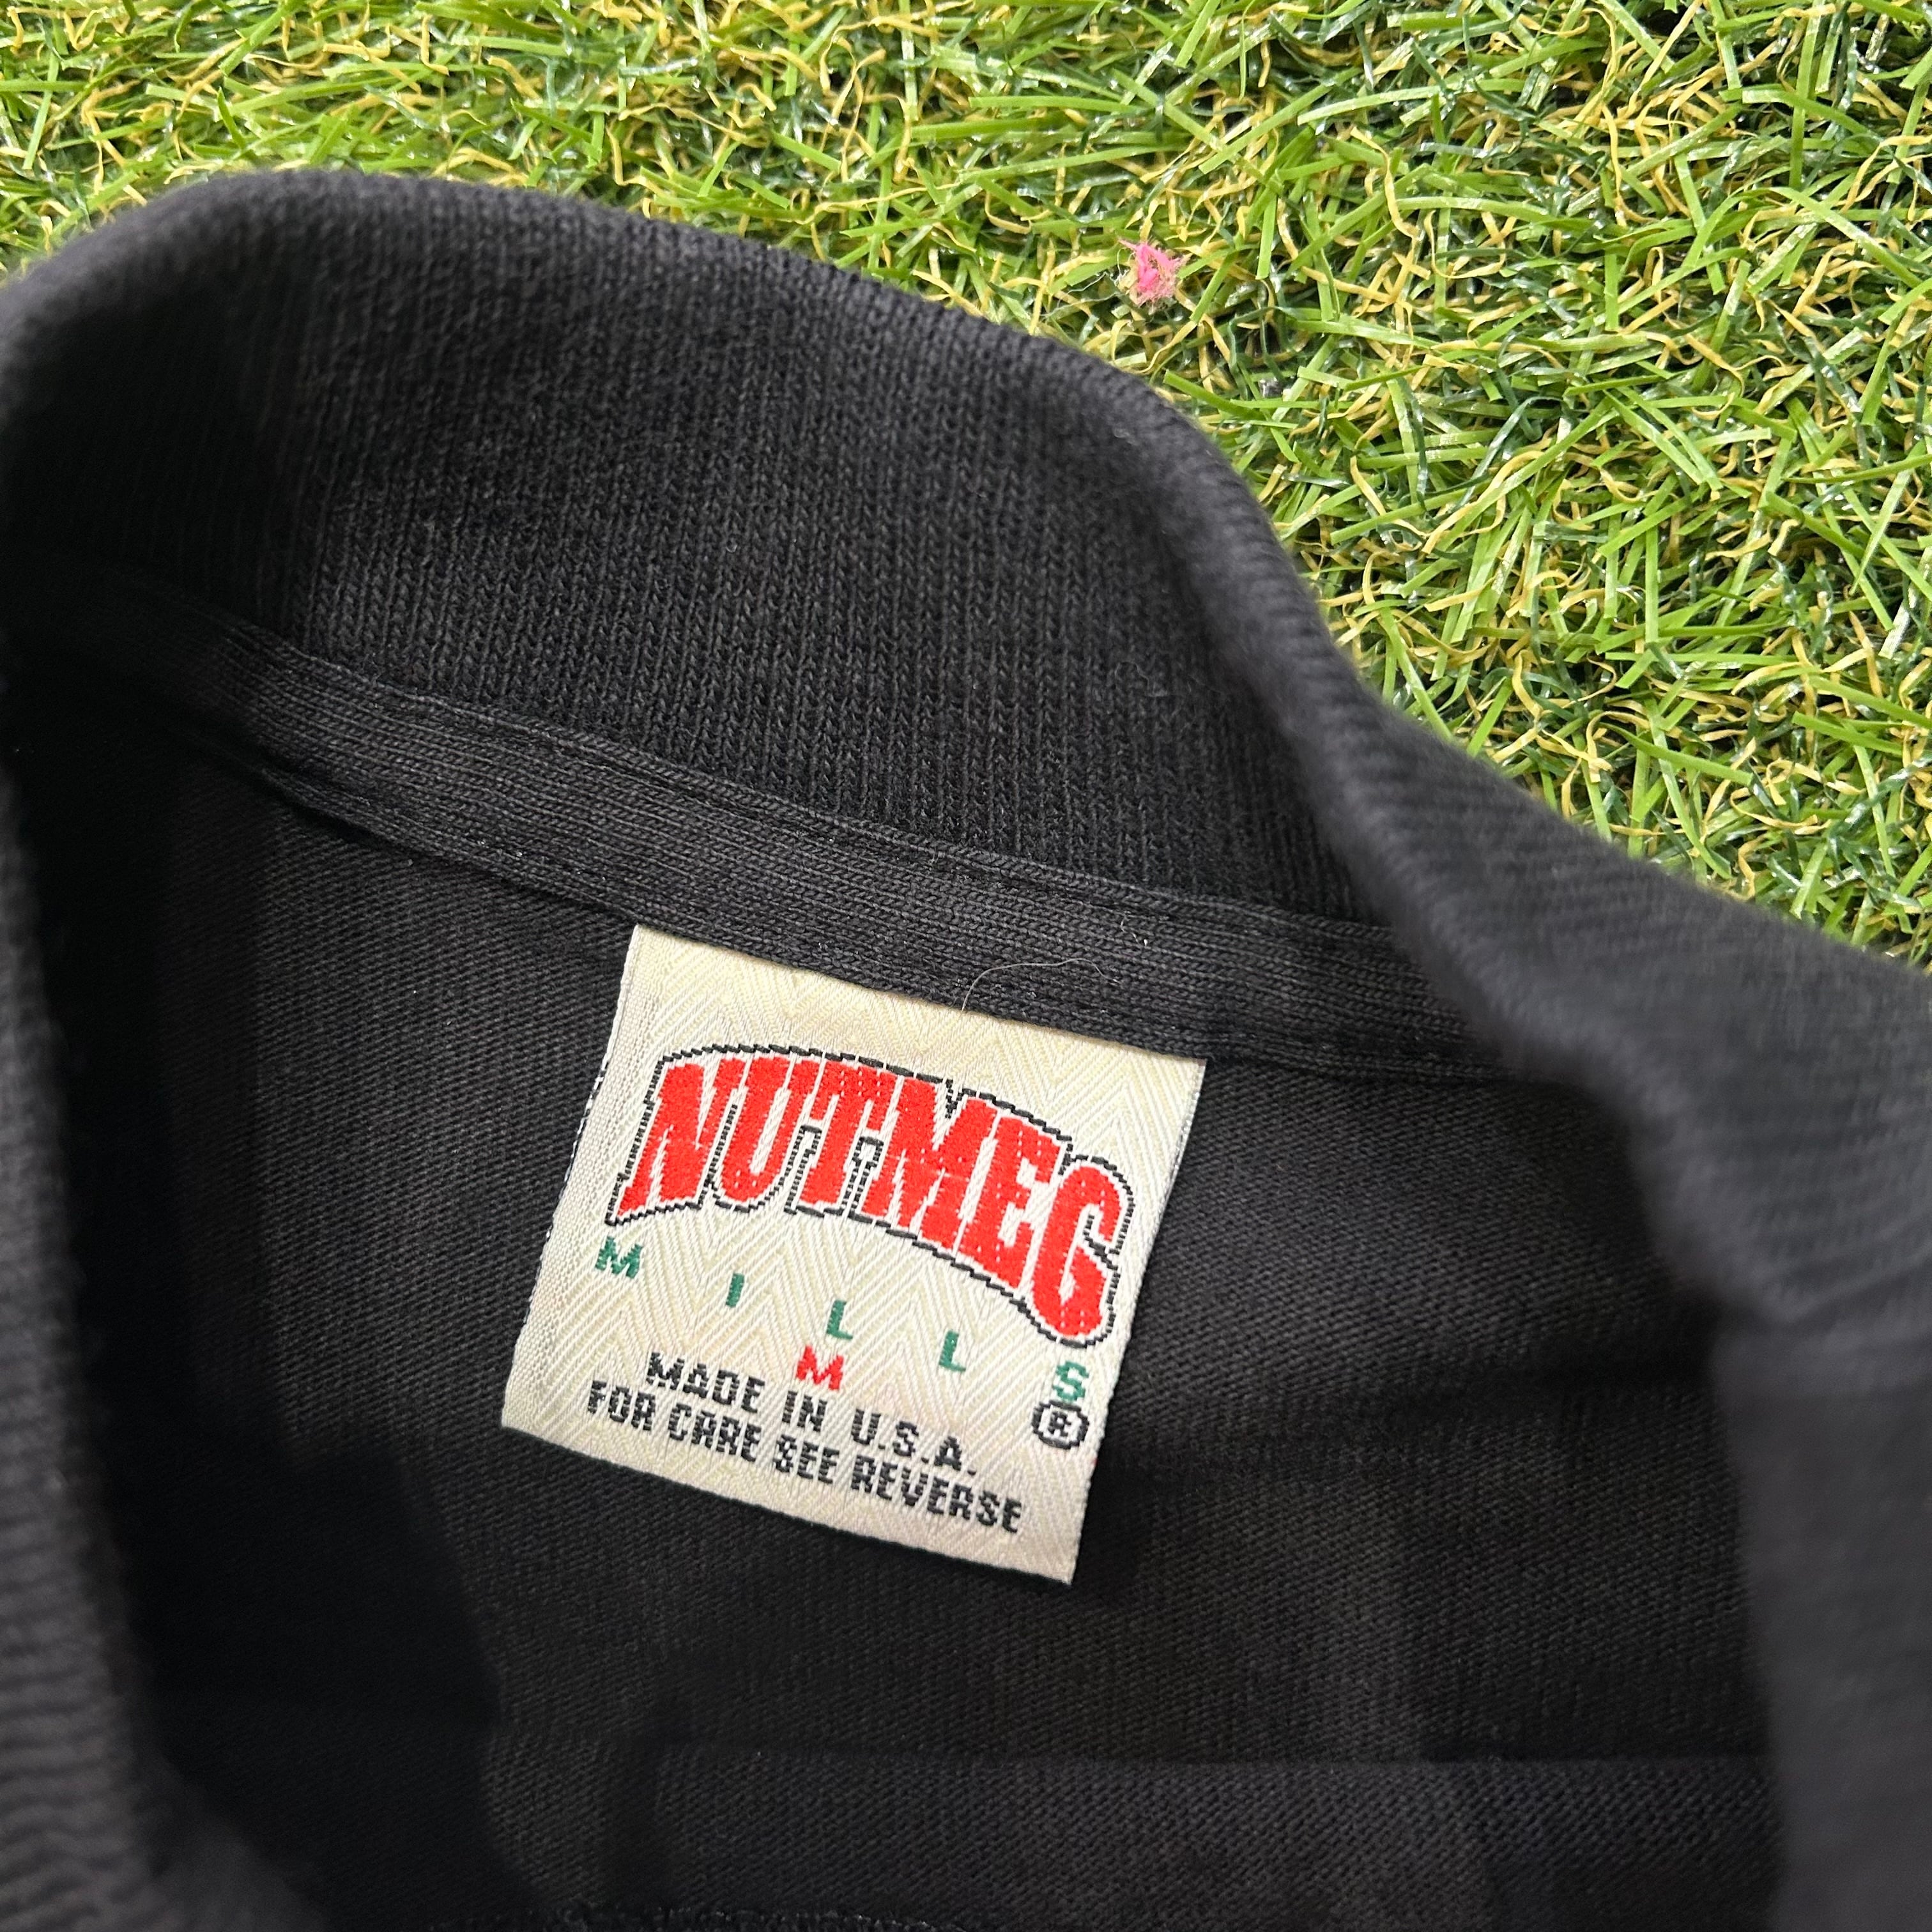 NUTMEG
MILLS
M
MADE IN U.S.A. ®
FOR CARE SEE REVERSE